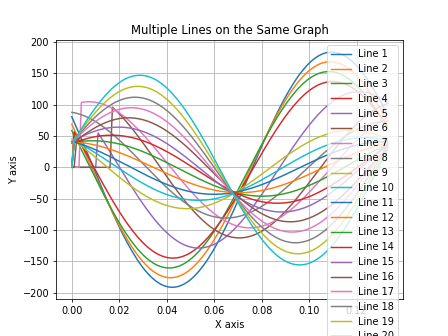 Multiple Lines on the Same Graph
200
150
100
50
0
−50
−100
−150
−200
Y axis
0.00
0.02
0.04
0.06
0.08
0.10
0.12
X axis
Line 1
Line 2
Line 3
Line 4
Line 5
Line 6
Line 7
Line 8
Line 9
Line 10
Line 11
Line 12
Line 13
Line 14
Line 15
Line 16
Line 17
Line 18
Line 19
Line 20